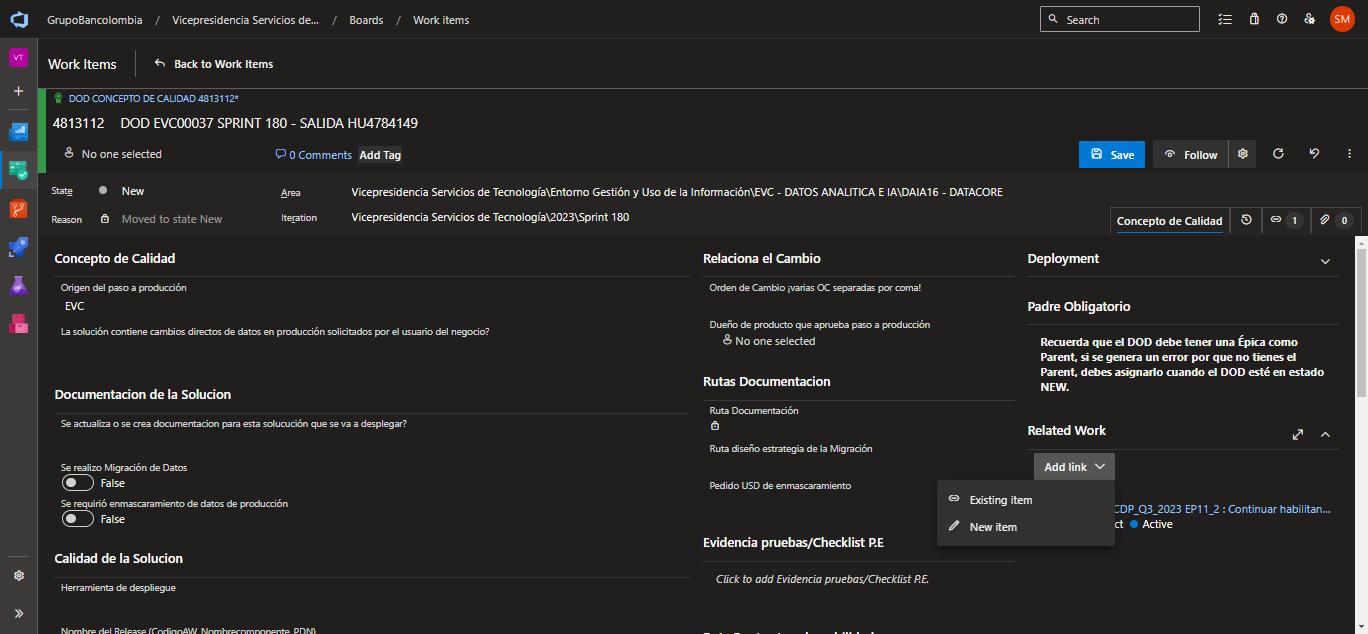 GrupoBancolombia / Vicepresidencia Servicios de... / Boards / Work items
Search
SM
VT
Work Items
Back to Work Items
DOD CONCEPTO DE CALIDAD 4813112*
4813112 DOD EVC00037 SPRINT 180 - SALIDA HU4784149
No one selected
0 Comments
Add Tag
Save
Follow
State
New
Area
Vicepresidencia Servicios de Tecnología\Entorno Gestión y Uso de la Información\EVC - DATOS ANALITICA E IA\DAIA16 - DATACORE
Reason
Moved to state New
Iteration
Vicepresidencia Servicios de Tecnología\2023\Sprint 180
Concepto de Calidad
1
0
Concepto de Calidad
Origen del paso a producción
EVC
La solución contiene cambios directos de datos en producción solicitados por el usuario del negocio?
Documentacion de la Solucion
Se actualiza o se crea documentacion para esta solucución que se va a desplegar?
Se realizo Migración de Datos
False
Se requirió enmascaramiento de datos de producción
False
Calidad de la Solucion
Herramienta de despliegue
Nombre del Release (CodigoAW_Nombrecomponente_PDN)
Relaciona el Cambio
Orden de Cambio ¡varias OC separadas por coma!
Dueño de producto que aprueba paso a producción
No one selected
Rutas Documentacion
Ruta Documentación
Ruta diseño estrategia de la Migración
Pedido USD de enmascaramiento
Evidencia pruebas/Checklist P.E
Click to add Evidencia pruebas/Checklist P.E.
Deployment
Padre Obligatorio
Recuerda que el DOD debe tener una Épica como
Parent, si se genera un error por que no tienes el
Parent, debes asignarlo cuando el DOD esté en estado
NEW.
Related Work
Add link
Existing item
New item
CDP_Q3_2023 EP11_2 : Continuar habilitan...
ct
Active